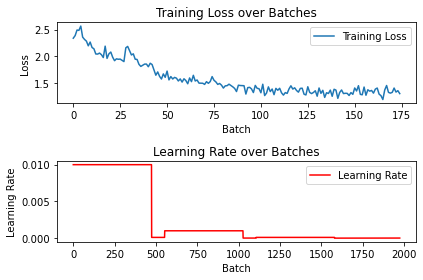 Training Loss over Batches
2.5
2.0
1.5
Loss
Training Loss
0 25 50 75 100 125 150 175
Batch
Learning Rate over Batches
0.010
0.005
0.000
Learning Rate
Learning Rate
0 250 500 750 1000 1250 1500 1750 2000
Batch